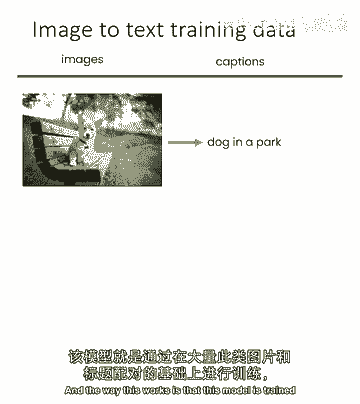 Image to text training data
images captions
dog in a park
该模型就是通过在大量此类图片和
标题配对的基础上进行训练，
And the way this works is that this model is trained